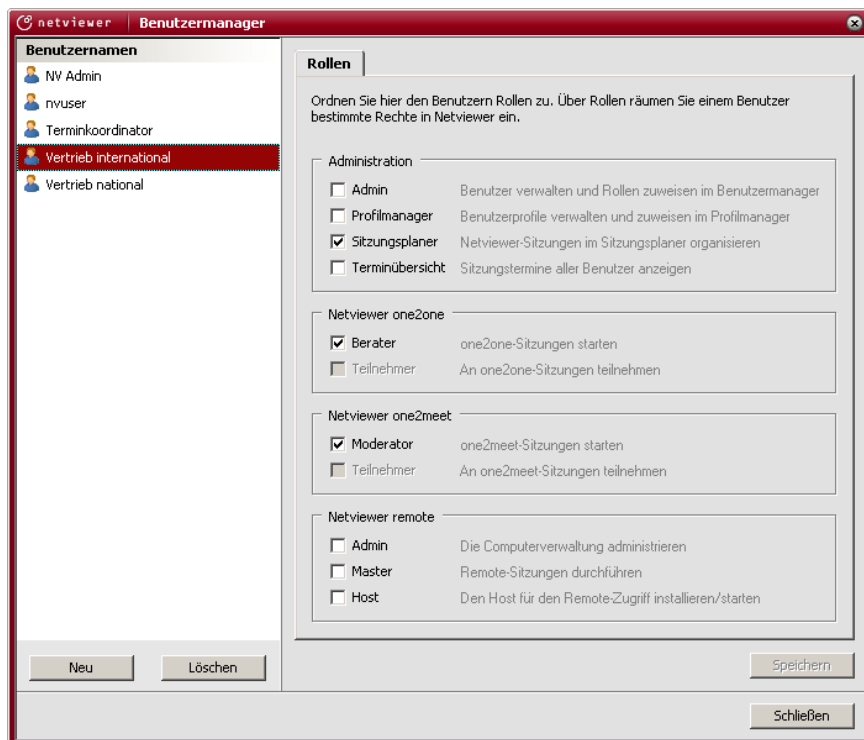 netviewer Benutzermanager
Benutzernamen
NV Admin
nvuser
Terminkoordinator
Vertrieb international
Vertrieb national
Neu
Löschen
Rollen
Ordnen Sie hier den Benutzern Rollen zu. Über Rollen räumen Sie einem Benutzer
bestimmte Rechte in Netviewer ein.
Administration
Admin Benutzer verwalten und Rollen zuweisen im Benutzermanager
Profilmanager Benutzerprofile verwalten und zuweisen im Profilmanager
Sitzungsplaner Netviewer-Sitzungen im Sitzungsplaner organisieren
Terminübersicht Sitzungstermine aller Benutzer anzeigen
Netviewer one2one
Berater one2one-Sitzungen starten
Teilnehmer An one2one-Sitzungen teilnehmen
Netviewer one2meet
Moderator one2meet-Sitzungen starten
Teilnehmer An one2meet-Sitzungen teilnehmen
Netviewer remote
Admin Die Computerverwaltung administrieren
Master Remote-Sitzungen durchführen
Host Den Host für den Remote-Zugriff installieren/starten
Speichern
Schließen